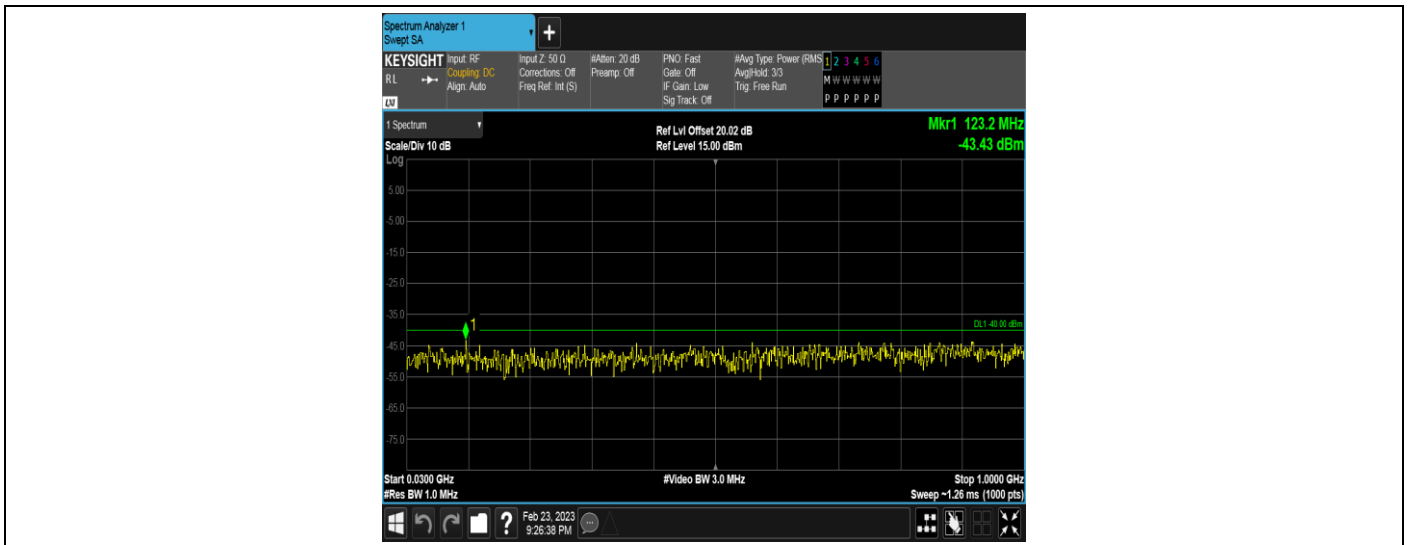 Spectrum Analyzer 1
Swept SA
+
KEYSIGHT
RL
LXI
Input: RF
Coupling: DC
Align: Auto
Input Z: 50 Ω
Corrections: Off
Freq Ref: Int (S)
#Atten: 20 dB
Preamp: Off
PNO: Fast
Gate: Off
IF Gain: Low
Sig Track: Off
#Avg Type: Power (RMS
Avg|Hold: 3/3
Trig: Free Run
1 2 3 4 5 6
M W W W W W
P P P P P P
1 Spectrum
Scale/Div 10 dB
Ref Lvl Offset 20.02 dB
Ref Level 15.00 dBm
Mkr1 123.2 MHz
-43.43 dBm
Log
5.00
-5.00
-15.0
-25.0
-35.0
1
DL1 -40.00 dBm
-45.0
-55.0
-65.0
-75.0
Start 0.0300 GHz
#Video BW 3.0 MHz
Stop 1.0000 GHz
#Res BW 1.0 MHz
Sweep ~1.26 ms (1000 pts)
?
Feb 23, 2023
9:26:38 PM